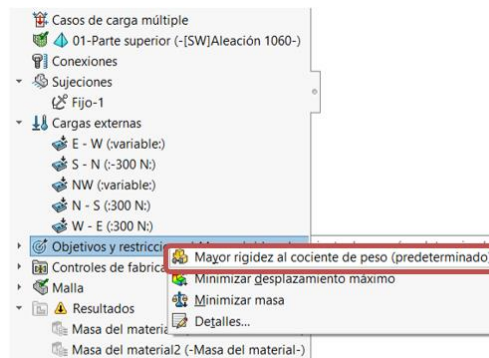 Casos de carga múltiple
01-Parte superior (-[SW]Aleación 1060-)
Conexiones
Sujeciones
Fijo-1
Cargas externas
E - W (:variable:)
S - N (:-300 N:)
NW (:variable:)
N - S (:300 N:)
W - E (:300 N:)
Objetivos y restricci
Mayor rigidez al cociente de peso (predeterminado)
Controles de fabrica
Minimizar desplazamiento máximo
Malla
Minimizar masa
Resultados
Detalles...
Masa del materia
Masa del material2 (-Masa del material-)